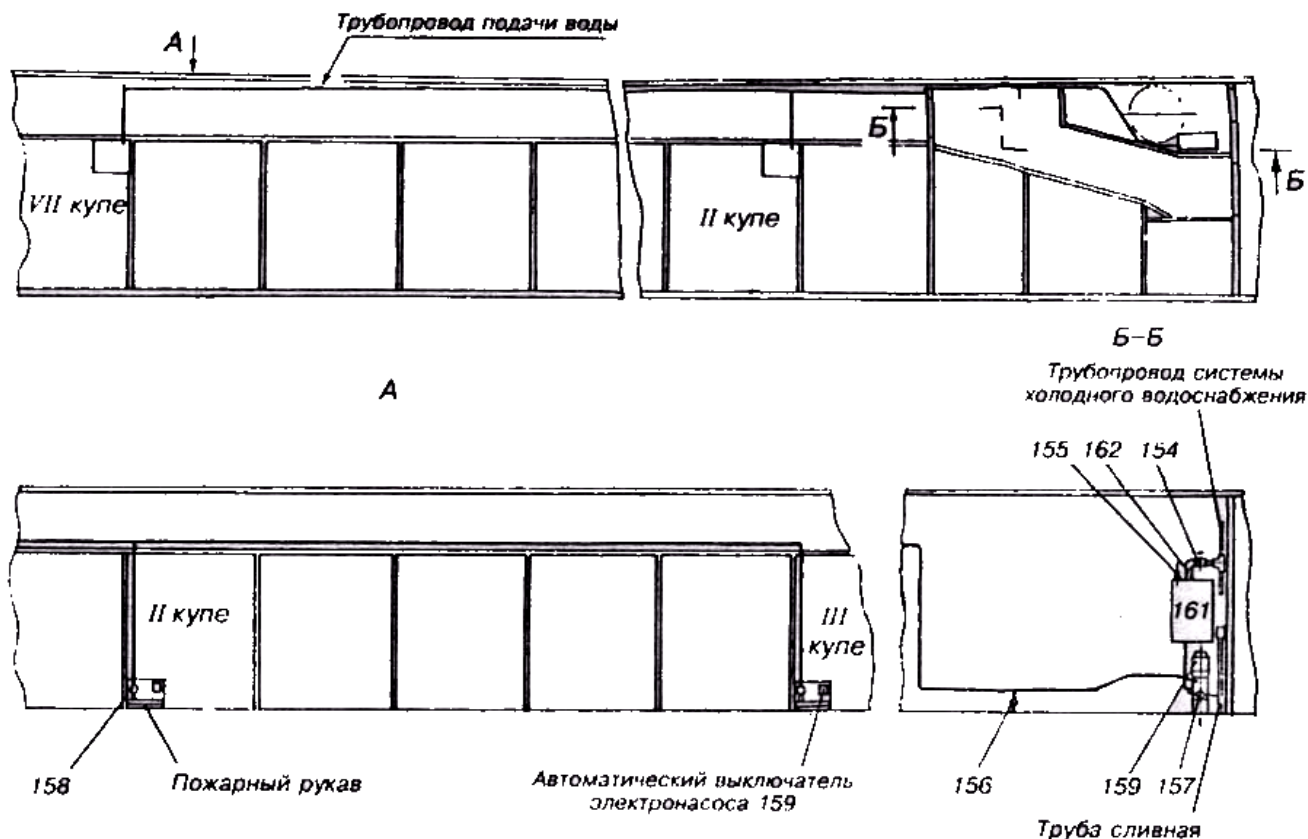 Трубопровод подачи воды
А
Б
Б
VII купе
II купе
Б–Б
Трубопровод системы
холодного водоснабжения
А
155 162 154
161
II купе
III
купе
158
Пожарный рукав
Автоматический выключатель
электронасоса 159
156
159 157
Труба сливная